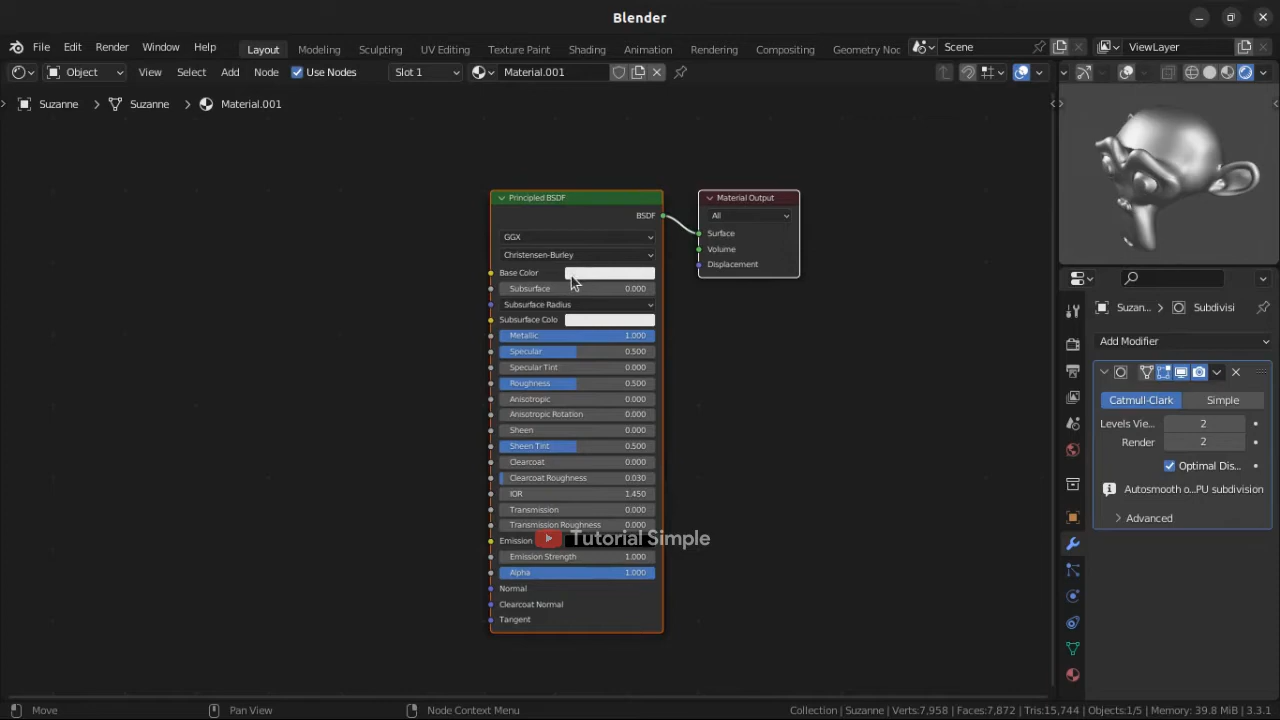 Blender
File Edit Render Window Help Layout Modeling Sculpting UV Editing Texture Paint Shading Animation Rendering Compositing Geometry Noc Scene ViewLayer
Object View Select Add Node Use Nodes Slot 1 Material.001
Suzanne > Suzanne > Material.001
Principled BSDF
BSDF
GGX
Christensen-Burley
Base Color
Subsurface 0.000
Subsurface Radius
Subsurface Colo
Metallic 1.000
Specular 0.500
Specular Tint 0.000
Roughness 0.500
Anisotropic 0.000
Anisotropic Rotation 0.000
Sheen 0.000
Sheen Tint 0.500
Clearcoat 0.000
Clearcoat Roughness 0.030
IOR 1.450
Transmission 0.000
Transmission Roughness 0.000
Emission
Tutorial Simple
Emission Strength 1.000
Alpha 1.000
Normal
Clearcoat Normal
Tangent
Material Output
All
Surface
Volume
Displacement
Suzan... > Subdivisi
Add Modifier
Catmull-Clark Simple
Levels Vie... 2
Render 2
Optimal Dis...
Autosmooth o...PU subdivision
> Advanced
Move Pan View Node Context Menu Collection | Suzanne | Verts:7,958 | Faces:7,872 | Tris:15,744 | Objects:1/5 | Memory: 39.8 MiB | 3.3.1